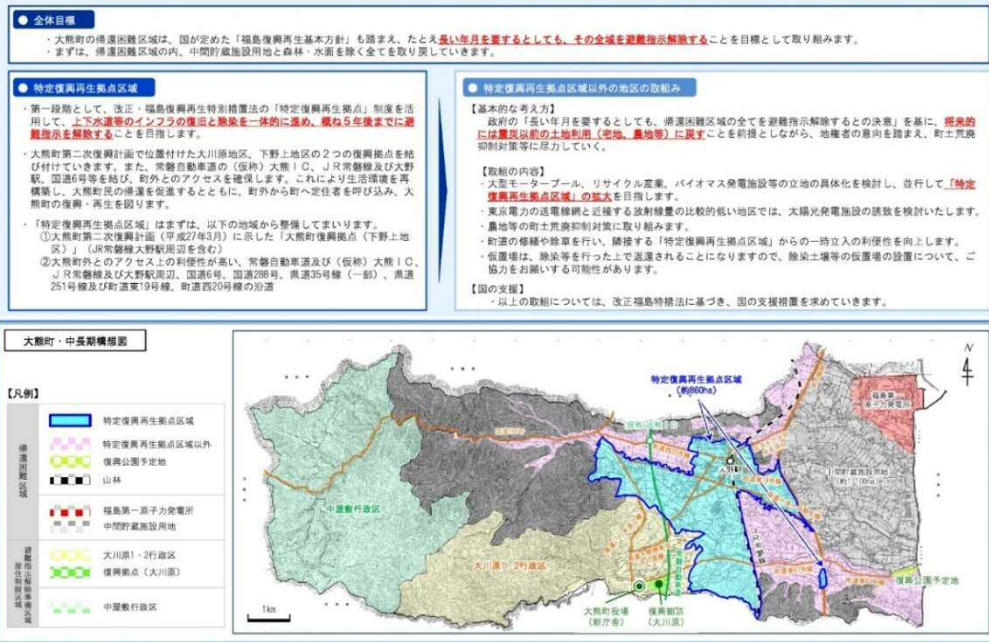 ● 全体目標
・大熊町の帰還困難区域は、国が定めた「福島復興再生基本方針」も踏まえ、たとえ長い年月を要するとしても、その全域を避難指示解除することを目標として取り組みます。
・まずは、帰還困難区域の内、中間貯蔵施設用地と森林・水面を除く全てを取り戻していきます。
● 特定復興再生拠点区域
・第一段階として、改正・福島復興再生特別措置法の「特定復興再生拠点」制度を活
用して、上下水道等のインフラの復旧と除染を一体的に進め、概ね5年後までに避
難指示を解除することを目指します。
・大熊町第二次復興計画で位置付けた大川原地区、下野上地区の2つの復興拠点を結
び付けていきます。また、常磐自動車道の(仮称)大熊IC、JR常磐線及び大野
駅、国道6号等を結び、町外とのアクセスを確保します。これにより生活環境を再
構築し、大熊町民の帰還を促進するとともに、町外から町へ定住者を呼び込み、大
熊町の復興・再生を図ります。
・「特定復興再生拠点区域」はまずは、以下の地域から整備してまいります。
①大熊町第二次復興計画(平成27年3月)に示した「大熊町復興拠点(下野上地
区)」(JR常磐線大野駅周辺を含む)
②大熊町外とのアクセス上の利便性が高い、常磐自動車道及び(仮称)大熊IC、
JR常磐線及び大野駅周辺、国道6号、国道288号、県道35号線(一部)、県道
251号線及び町道東19号線、町道西20号線の沿道
● 特定復興再生拠点区域以外の地区の取組み
【基本的な考え方】
政府の「長い年月を要するとしても、帰還困難区域の全てを避難指示解除するとの決意」を基に、将来的
には震災以前の土地利用(宅地、農地等)に戻すことを前提としながら、地権者の意向を踏まえ、町土荒廃
抑制対策等に尽力していく。
【取組の内容】
・大型モータープール、リサイクル産業、バイオマス発電施設等の立地の具体化を検討し、並行して「特定
復興再生拠点区域」の拡大を目指します。
・東京電力の送電線網と近接する放射線量の比較的低い地区では、太陽光発電施設の誘致を検討いたします。
・農地等の町土荒廃抑制対策に取り組みます。
・町道の修繕や除草を行い、隣接する「特定復興再生拠点区域」からの一時立入の利便性を向上します。
・仮置場は、除染等を行った上で返還されることになりますので、除染土壌等の仮置場の設置について、ご
協力をお願いする可能性があります。
【国の支援】
・以上の取組については、改正福島特措法に基づき、国の支援措置を求めていきます。
大熊町・中長期構想図
【凡例】
帰還困難区域
特定復興再生拠点区域
特定復興再生拠点区域以外
復興公園予定地
山林
福島第一原子力発電所
中間貯蔵施設用地
避難指示解除準備区域
居住制限区域
大川原1・2行政区
復興拠点(大川原)
中屋敷行政区
特定復興再生拠点区域
(約860ha)
N
福島第一
原子力発電所
中間貯蔵施設用地
(約1,100ha)
大野駅
中屋敷行政区
大川原1・2行政区
常磐自動車道
復興公園予定地
大熊町役場
(新庁舎)
復興拠点
(大川原)
1km